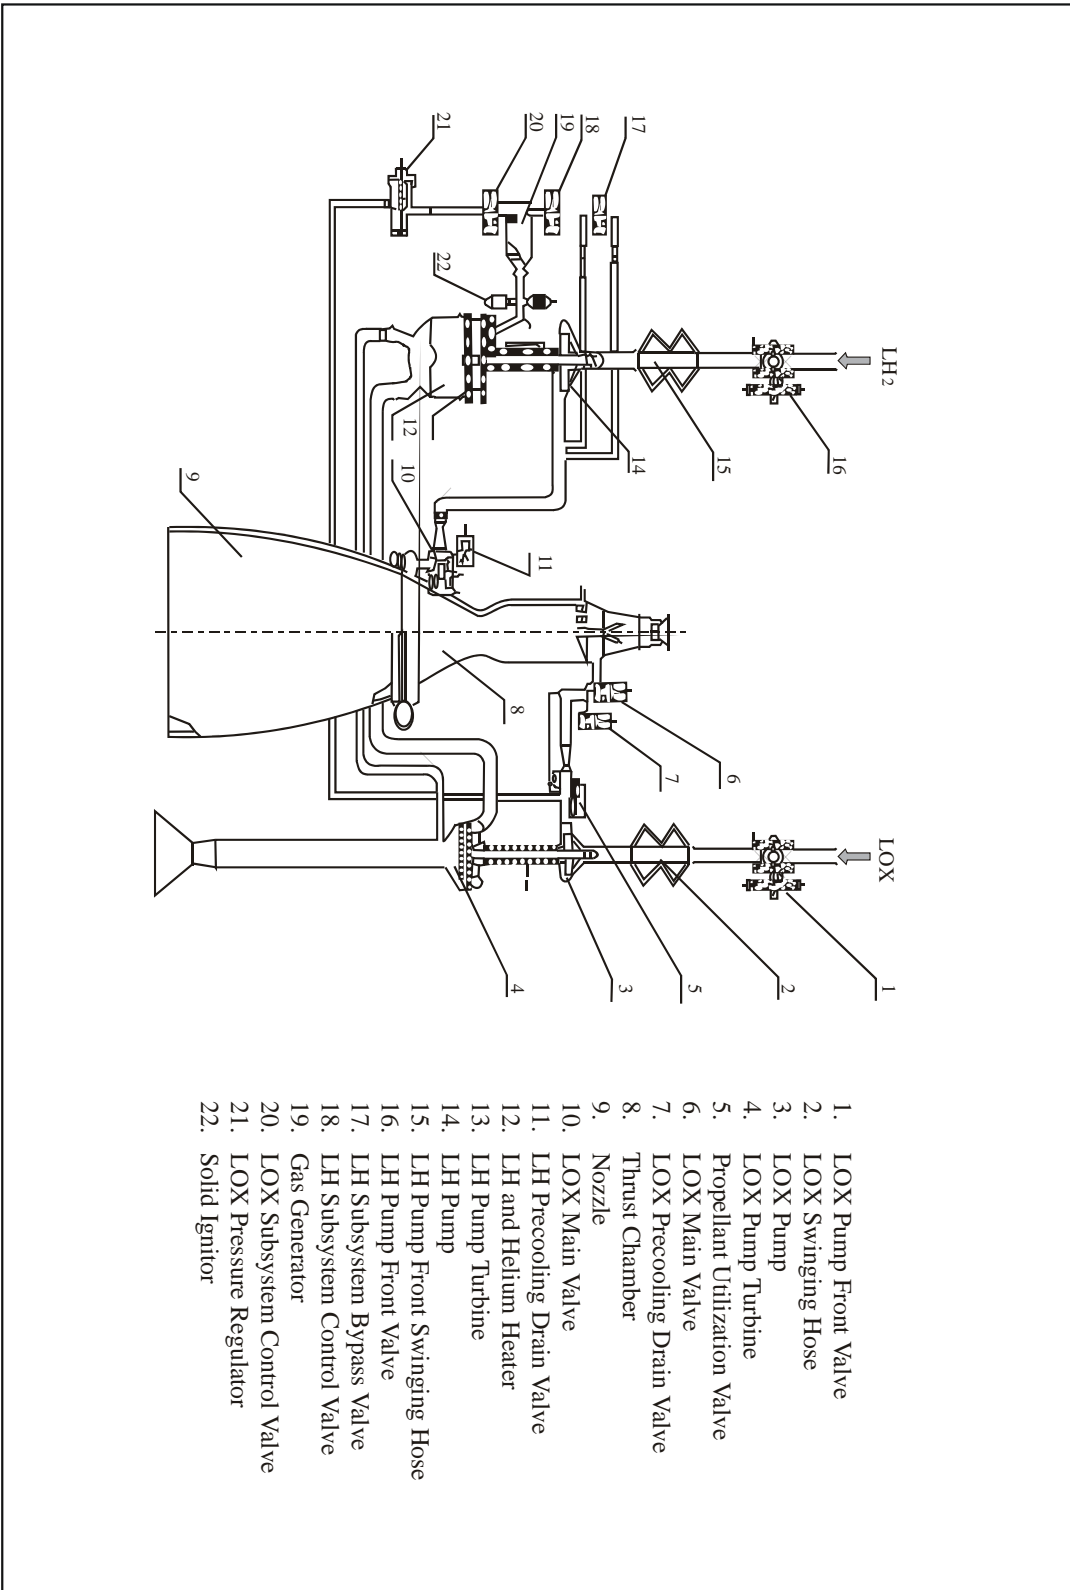 LH₂
LOX
1
16
2
6
15
5
17
14
7
3
18
19
11
20
8
4
21
22
12
10
9
1. LOX Pump Front Valve
2. LOX Swinging Hose
3. LOX Pump
4. LOX Pump Turbine
5. Propellant Utilization Valve
6. LOX Main Valve
7. LOX Precooling Drain Valve
8. Thrust Chamber
9. Nozzle
10. LOX Main Valve
11. LH Precooling Drain Valve
12. LH and Helium Heater
13. LH Pump Turbine
14. LH Pump
15. LH Pump Front Swinging Hose
16. LH Pump Front Valve
17. LH Subsystem Bypass Valve
18. LH Subsystem Control Valve
19. Gas Generator
20. LOX Subsystem Control Valve
21. LOX Pressure Regulator
22. Solid Ignitor